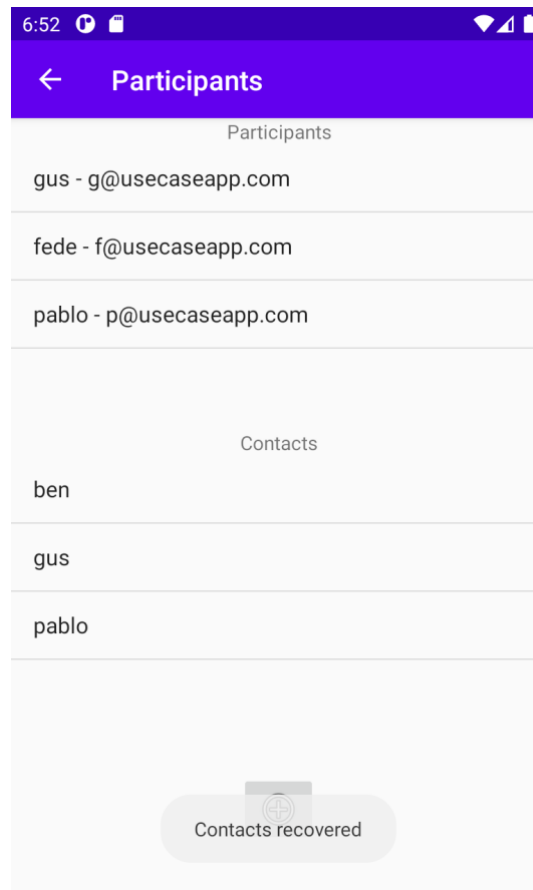 6:52
Participants
Participants
gus - g@usecaseapp.com
fede - f@usecaseapp.com
pablo - p@usecaseapp.com
Contacts
ben
gus
pablo
Contacts recovered